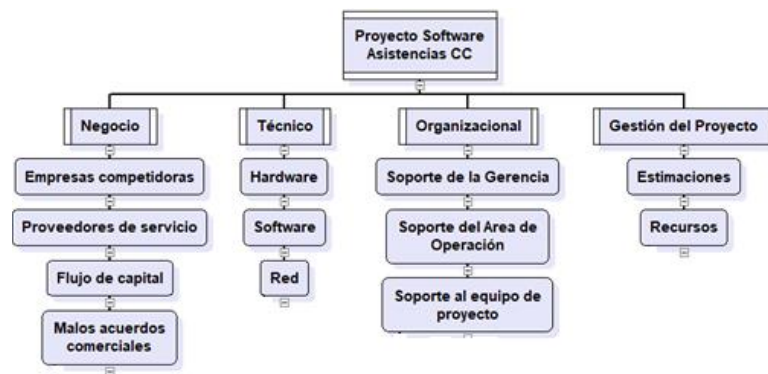 Proyecto Software
Asistencias CC
Negocio
Técnico
Organizacional
Gestión del Proyecto
Empresas competidoras
Hardware
Soporte de la Gerencia
Estimaciones
Proveedores de servicio
Software
Soporte del Area de
Operación
Recursos
Flujo de capital
Red
Soporte al equipo de
proyecto
Malos acuerdos
comerciales